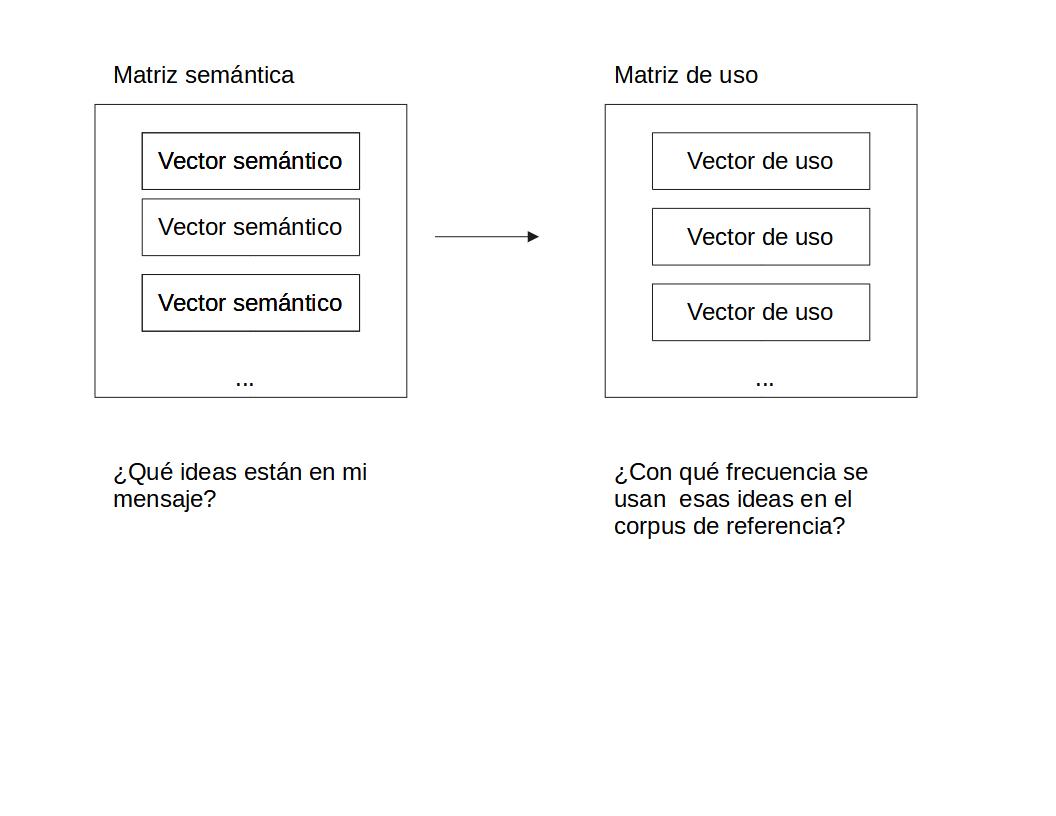 Matriz semántica
Vector semántico
Vector semántico
Vector semántico
...
¿Qué ideas están en mi
mensaje?
Matriz de uso
Vector de uso
Vector de uso
Vector de uso
...
¿Con qué frecuencia se
usan  esas ideas en el
corpus de referencia?